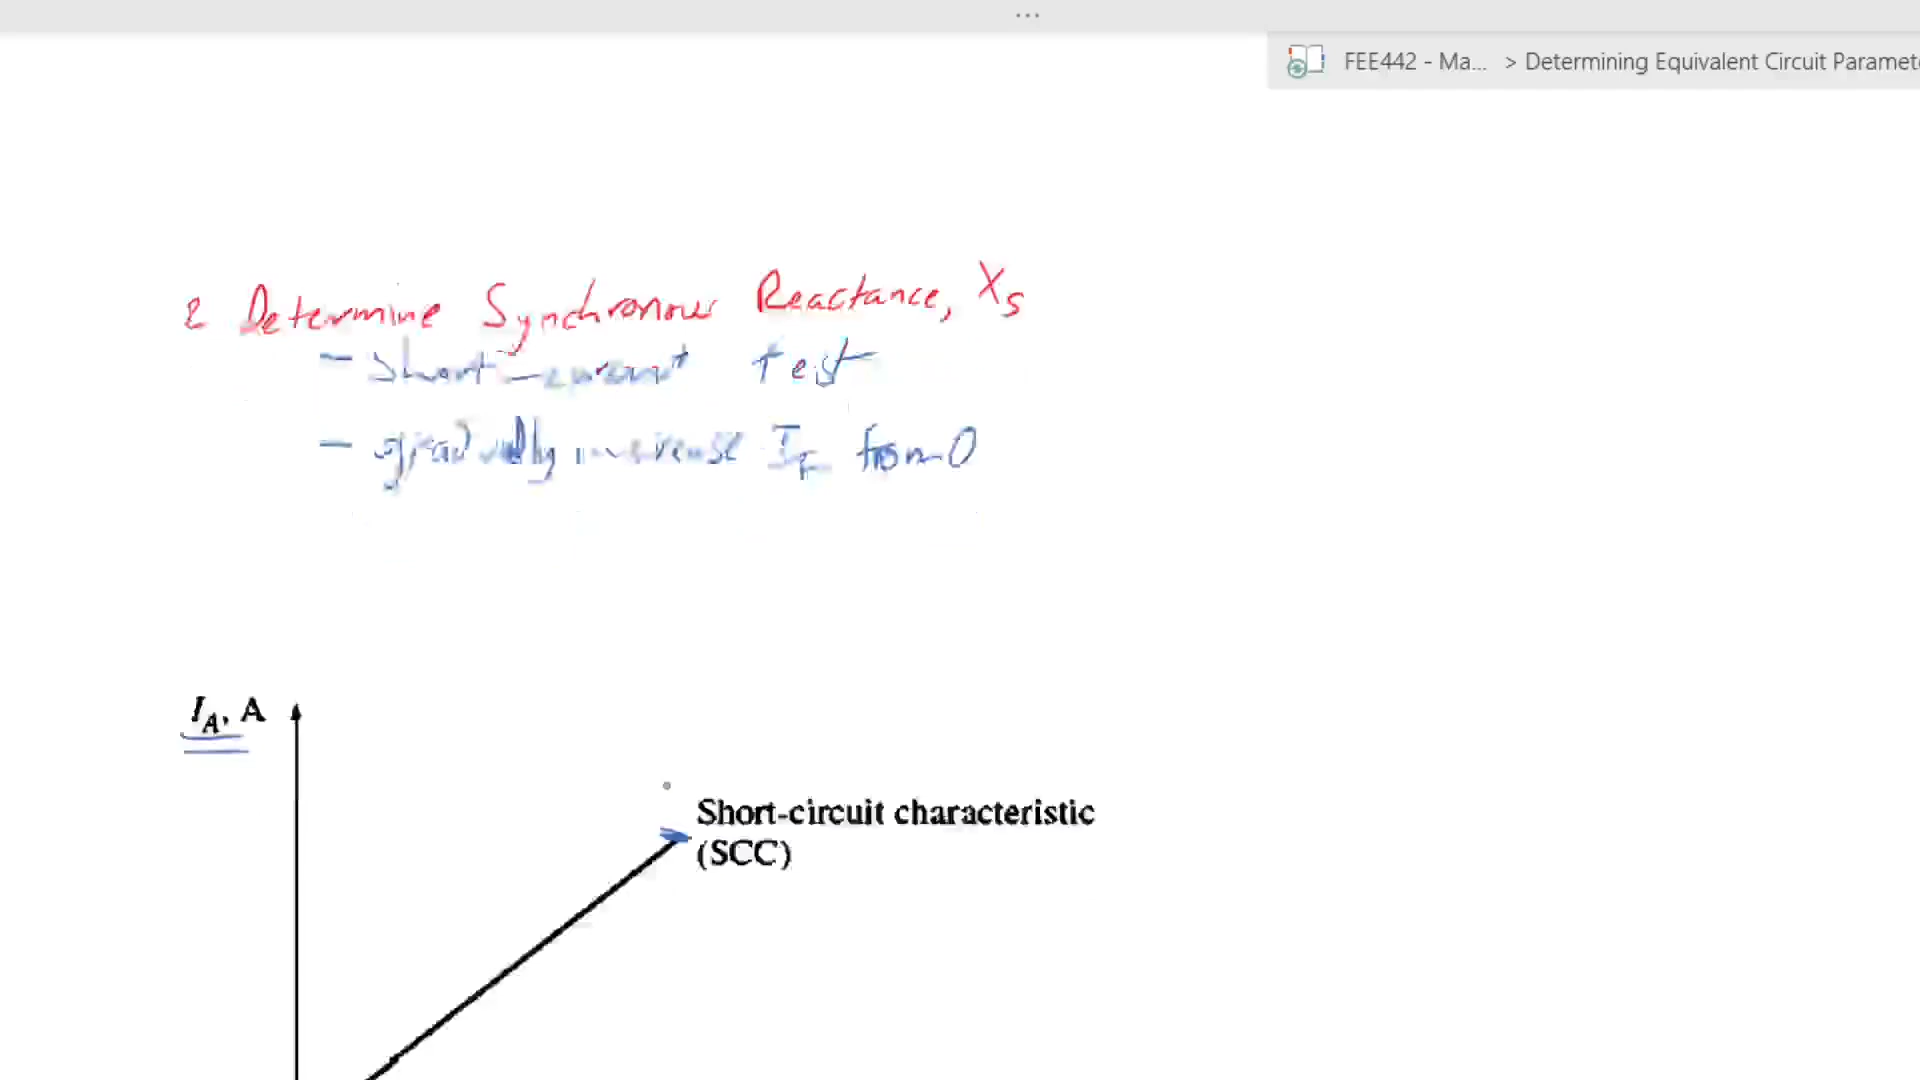 ...
FEE442 - Ma... > Determining Equivalent Circuit Paramet
2 Determine Synchronous Reactance, Xs
- Short-circuit test
- gradually increase IF from 0
IA, A
Short-circuit characteristic
(SCC)